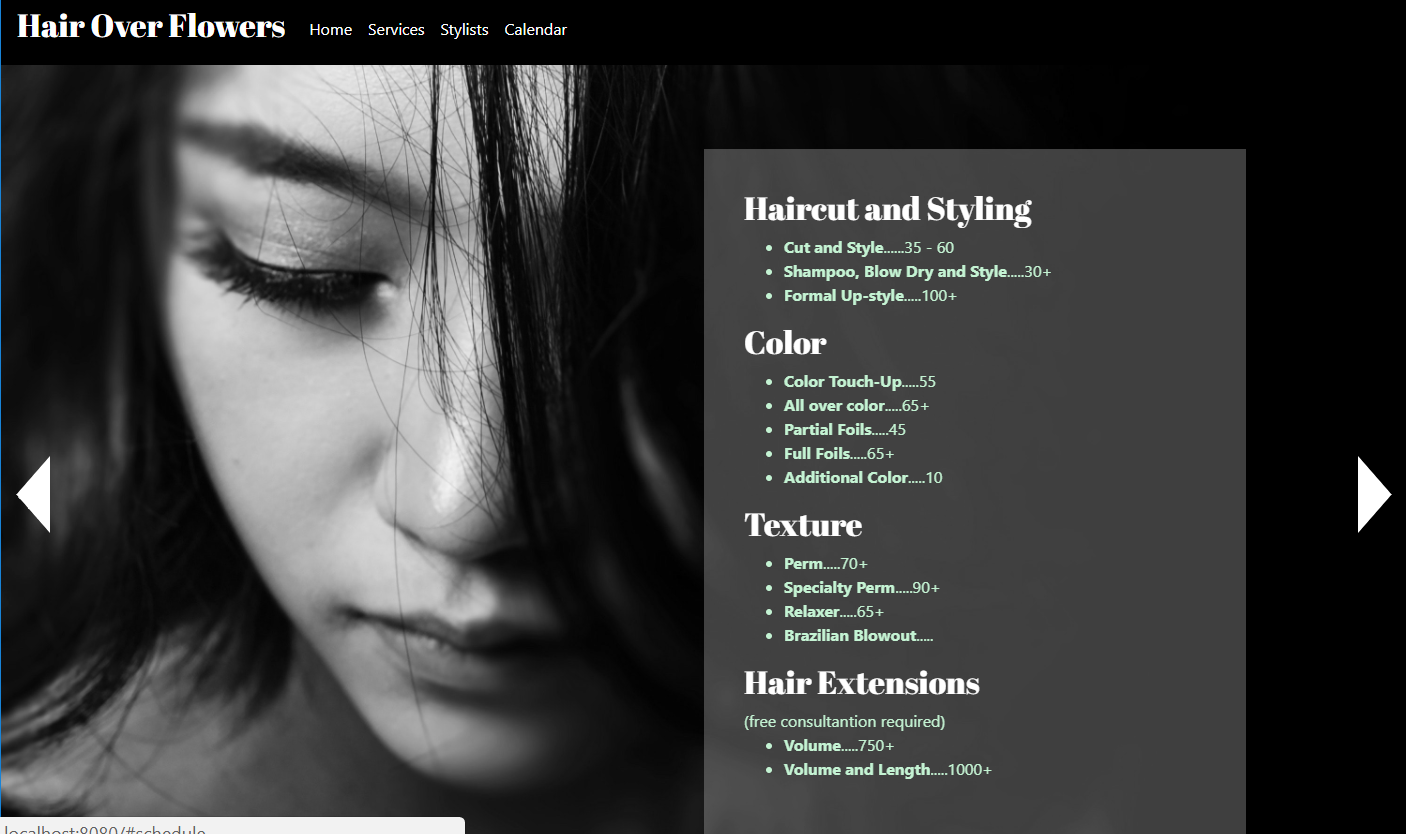 Hair Over Flowers Home Services Stylists Calendar
Haircut and Styling
Cut and Style.....35 - 60
Shampoo, Blow Dry and Style.....30+
Formal Up-style.....100+
Color
Color Touch-Up.....55
All over color.....65+
Partial Foils.....45
Full Foils.....65+
Additional Color.....10
Texture
Perm.....70+
Specialty Perm.....90+
Relaxer.....65+
Brazilian Blowout.....
Hair Extensions
(free consultantion required)
Volume.....750+
Volume and Length.....1000+
localhost:8080/#schedule